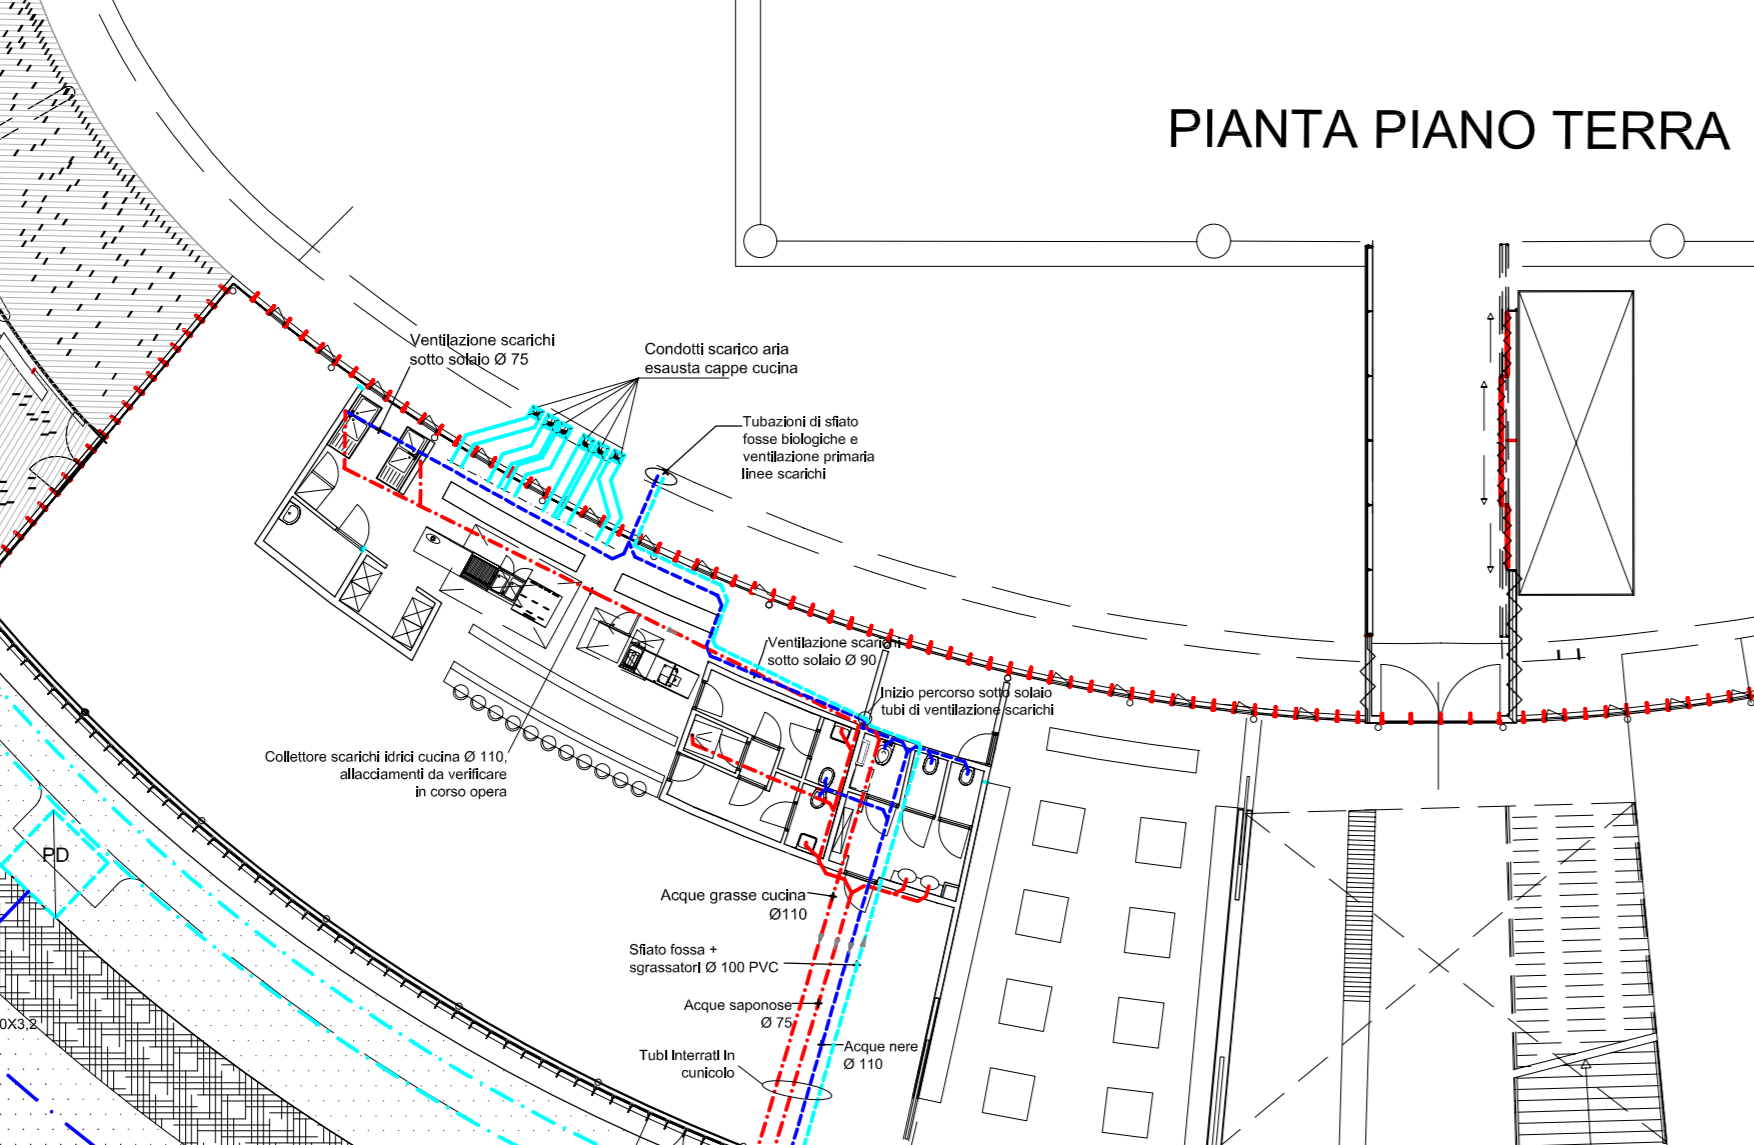 PIANTA PIANO TERRA
Ventilazione scarichi
sotto solaio Ø 75
Condotti scarico aria
esausta cappe cucina
Tubazioni di sfiato
fosse biologiche e
ventilazione primaria
linee scarichi
Ventilazione scarichi
sotto solaio Ø 90
Inizio percorso sotto solaio
tubi di ventilazione scarichi
Collettore scarichi idrici cucina Ø 110,
allacciamenti da verificare
in corso opera
PD
Acque grasse cucina
Ø110
Sfiato fossa +
sgrassatori Ø 100 PVC
Acque saponose
Ø 75
Acque nere
Ø 110
Tubi interrati in
cunicolo
0X3,2